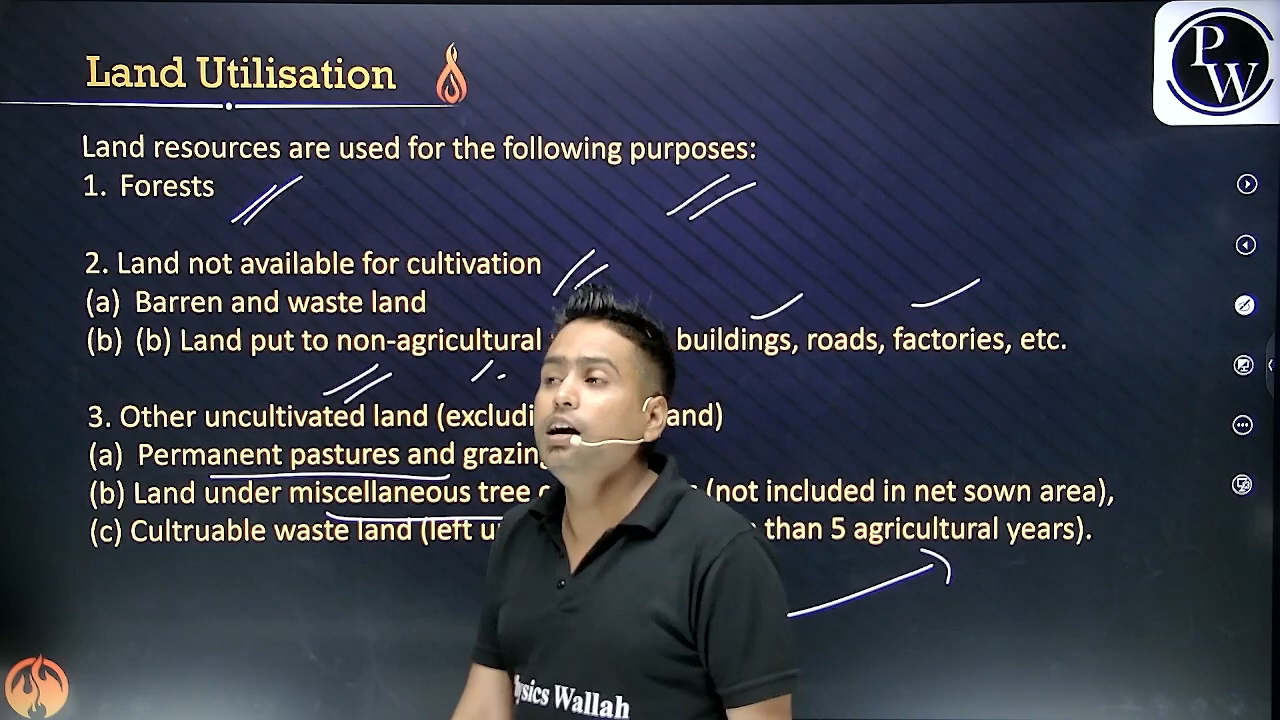 Land Utilisation
PW
Land resources are used for the following purposes:
1. Forests
2. Land not available for cultivation
(a) Barren and waste land
(b) (b) Land put to non-agricultural buildings, roads, factories, etc.
3. Other uncultivated land (excludi and)
(a) Permanent pastures and grazing
(b) Land under miscellaneous tree (not included in net sown area),
(c) Cultruable waste land (left than 5 agricultural years).
ysics Wallah